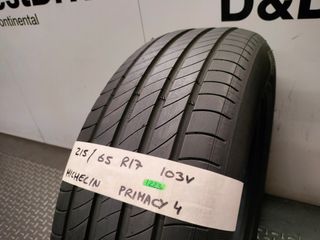 Continental
D&D
215/65 R17 103V
MICHELIN PRIMACY 4